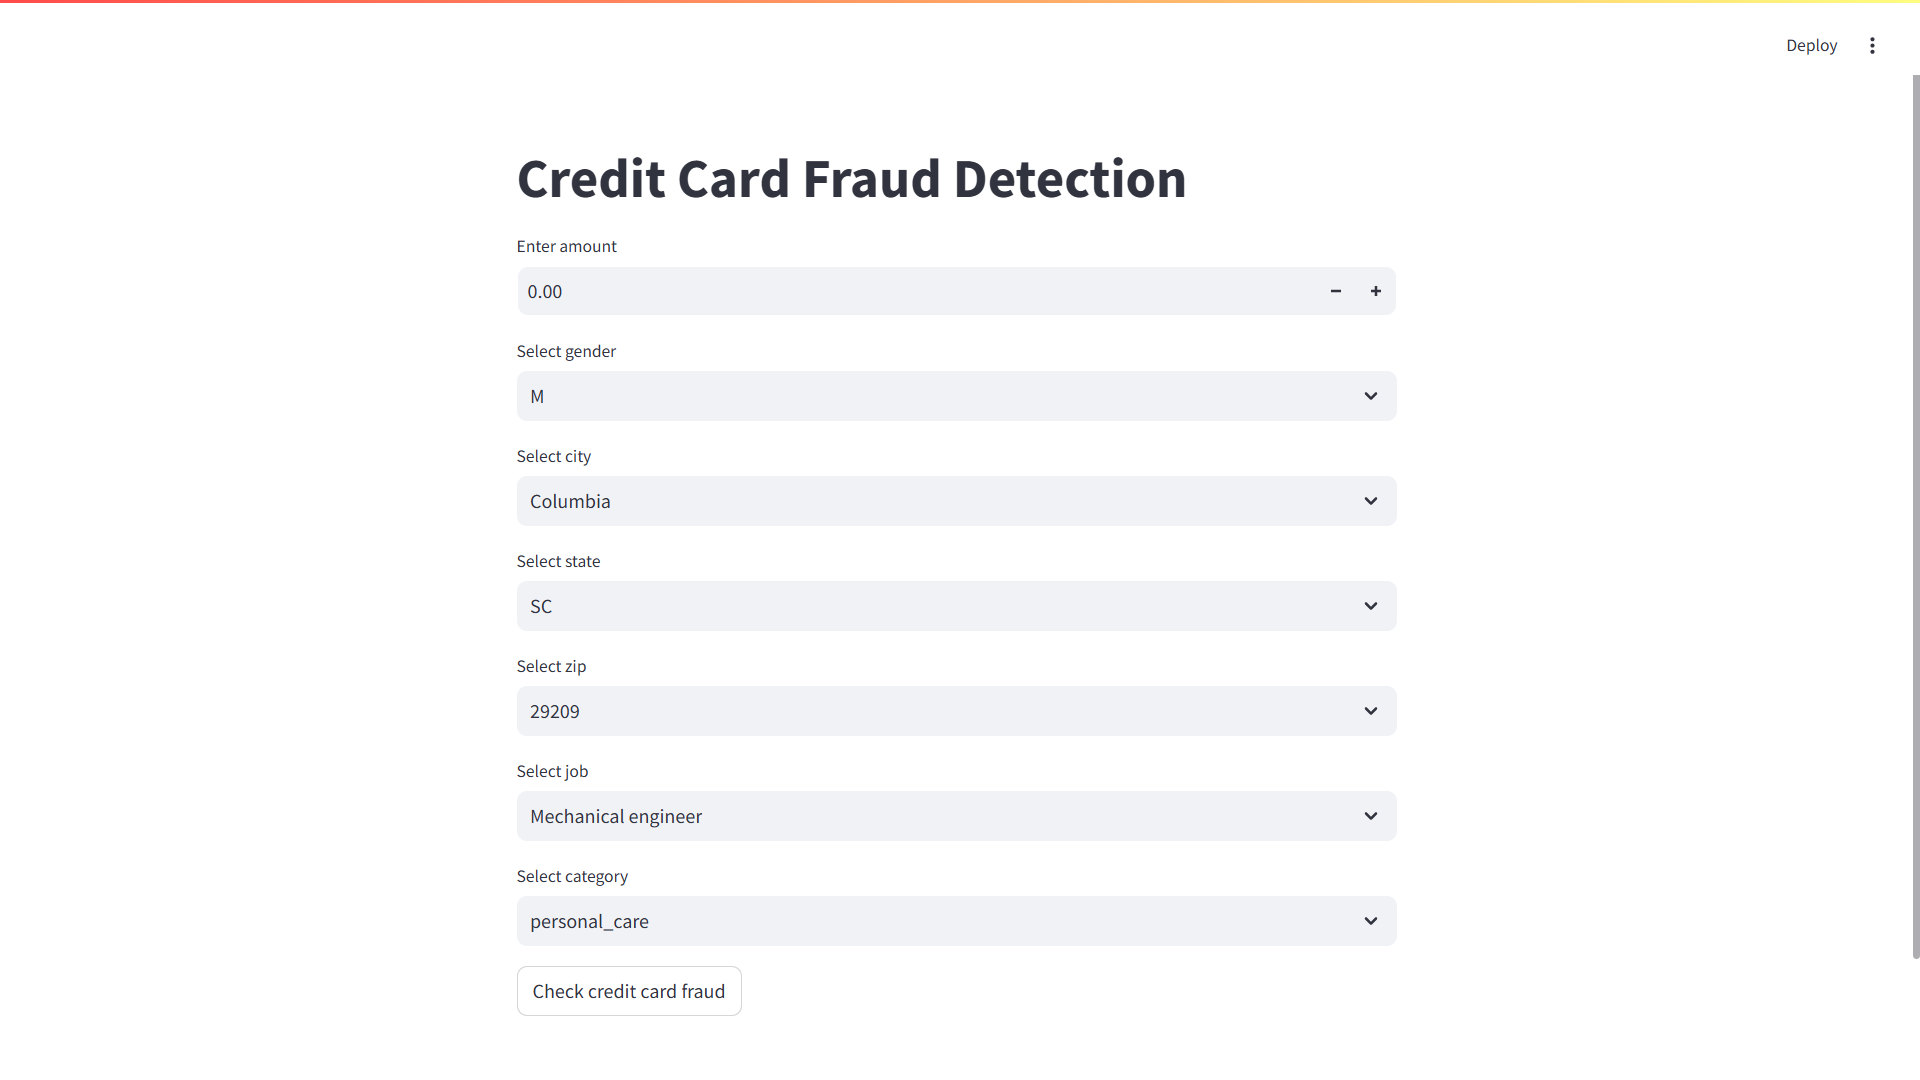 Deploy
Credit Card Fraud Detection
Enter amount
0.00
Select gender
M
Select city
Columbia
Select state
SC
Select zip
29209
Select job
Mechanical engineer
Select category
personal_care
Check credit card fraud